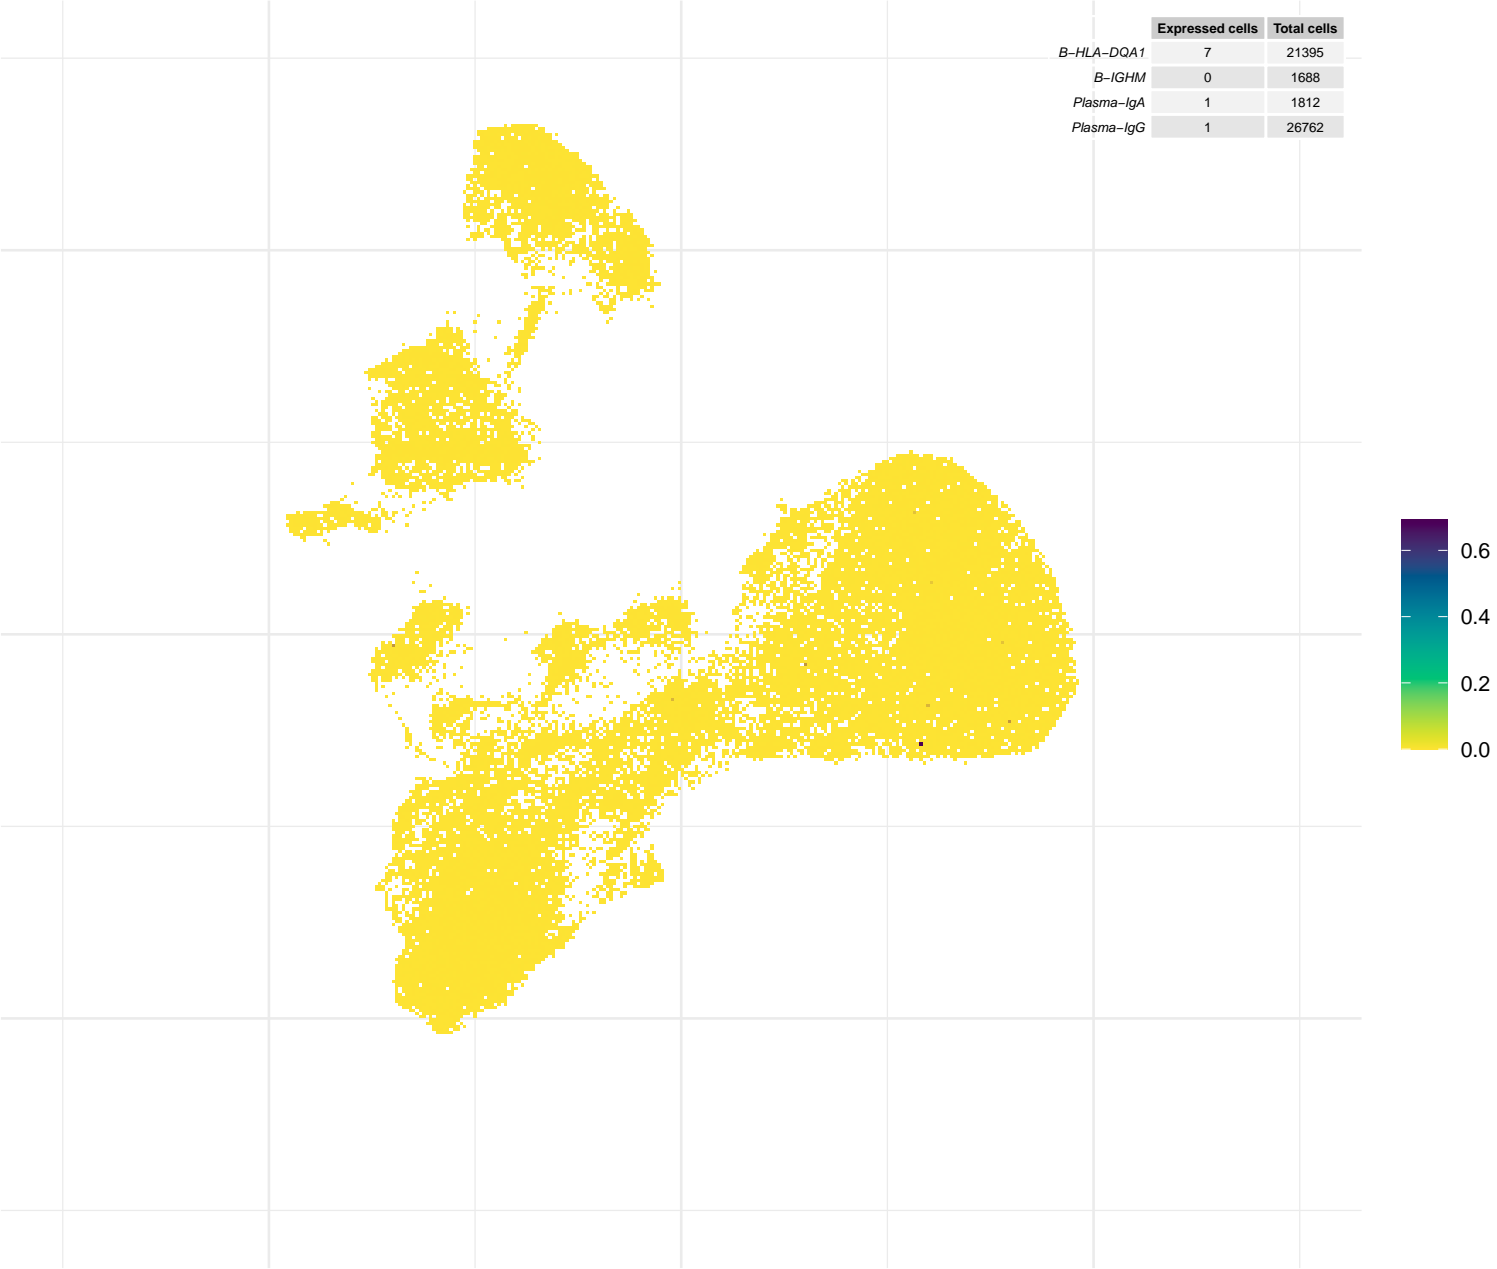 Expressed cells Total cells
B−HLA−DQA1 7 21395
B−IGHM 0 1688
Plasma−IgA 1 1812
Plasma−IgG 1 26762
0.6
0.4
0.2
0.0